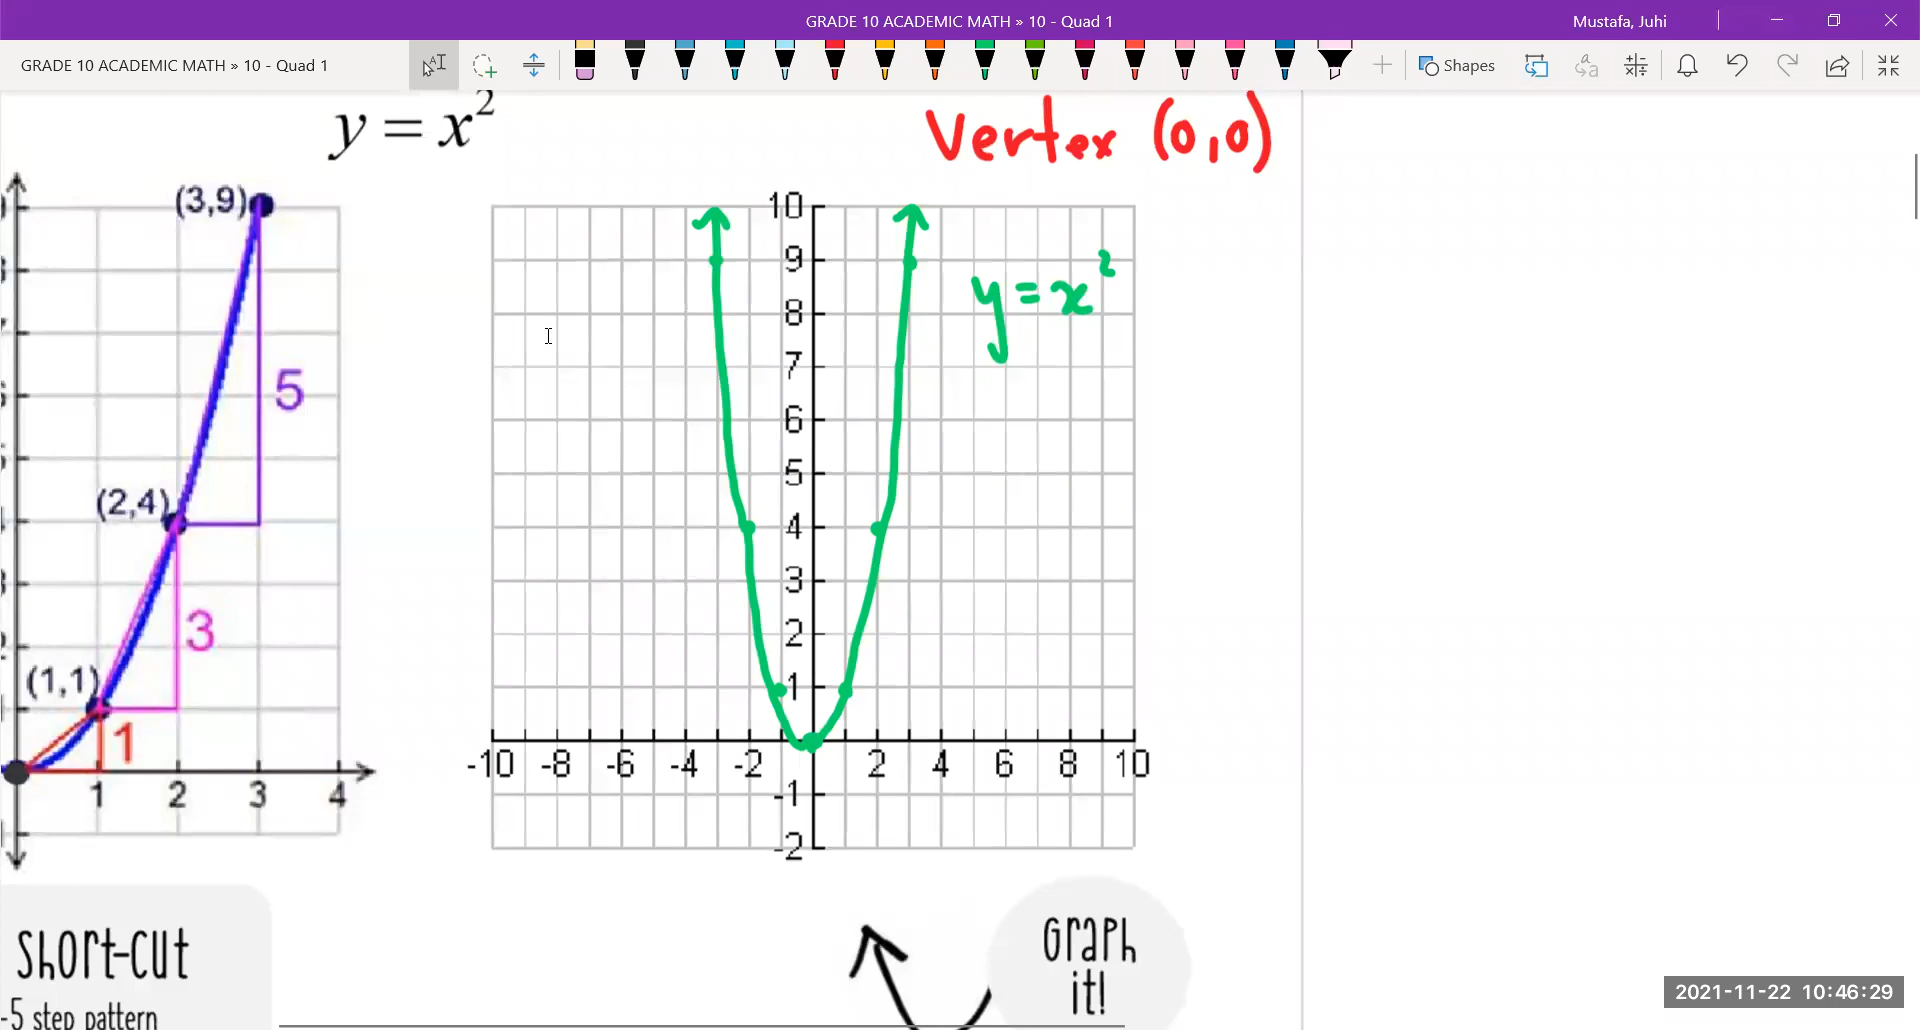 GRADE 10 ACADEMIC MATH » 10 - Quad 1
Mustafa, Juhi
GRADE 10 ACADEMIC MATH » 10 - Quad 1
Shapes
y = x²
Vertex (0,0)
(3,9)
5
(2,4)
3
(1,1)
1
1 2 3 4
10
9
8
7
6
5
4
3
2
1
-10 -8 -6 -4 -2 2 4 6 8 10
-1
-2
y = x²
Short-cut
-5 step pattern
Graph
it!
2021-11-22 10:46:29